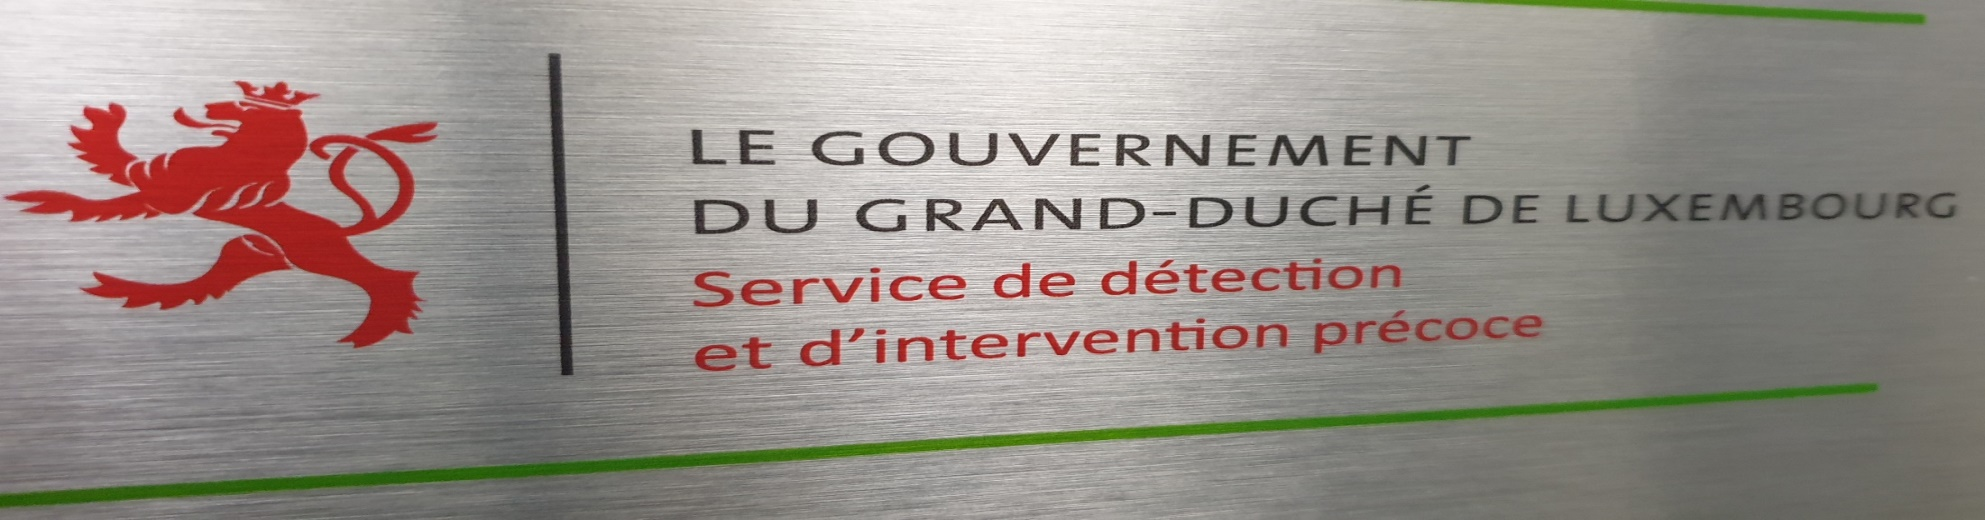 LE GOUVERNEMENT
DU GRAND-DUCHÉ DE LUXEMBOURG
Service de détection
et d’intervention précoce